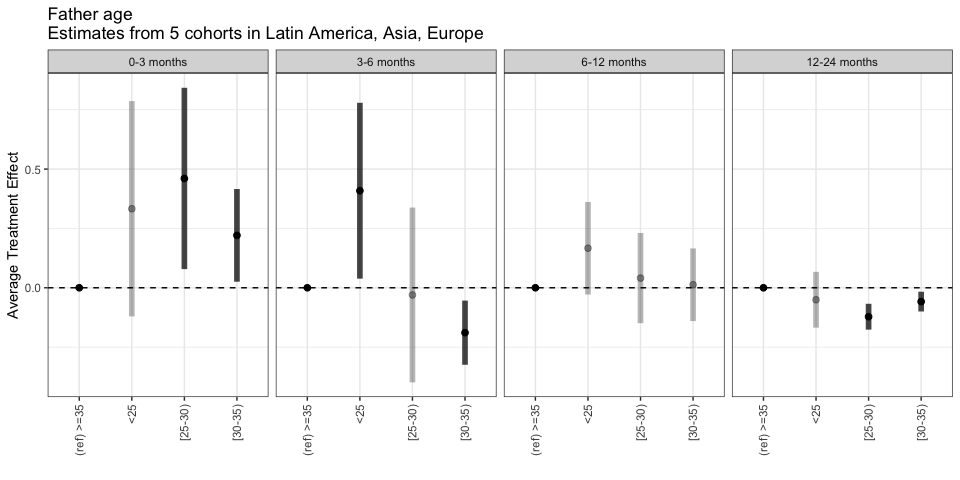 Father age
Estimates from 5 cohorts in Latin America, Asia, Europe
0-3 months
3-6 months
6-12 months
12-24 months
Average Treatment Effect
0.5
0.0
(ref) >=35
<25
[25-30)
[30-35)
(ref) >=35
<25
[25-30)
[30-35)
(ref) >=35
<25
[25-30)
[30-35)
(ref) >=35
<25
[25-30)
[30-35)